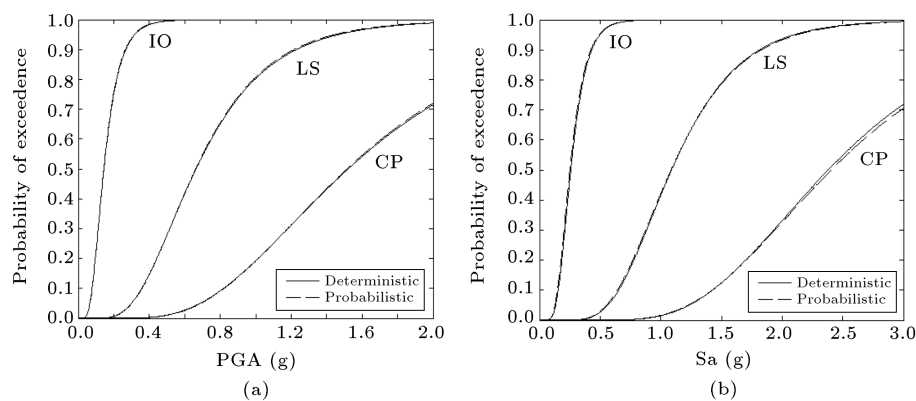 Probability of exceedence
1.0
0.9
0.8
0.7
0.6
0.5
0.4
0.3
0.2
0.1
0.0
IO
LS
CP
Deterministic
Probabilistic
0.0 0.4 0.8 1.2 1.6 2.0
PGA (g)
(a)
Probability of exceedence
1.0
0.9
0.8
0.7
0.6
0.5
0.4
0.3
0.2
0.1
0.0
IO
LS
CP
Deterministic
Probabilistic
0.0 0.5 1.0 1.5 2.0 2.5 3.0
Sa (g)
(b)